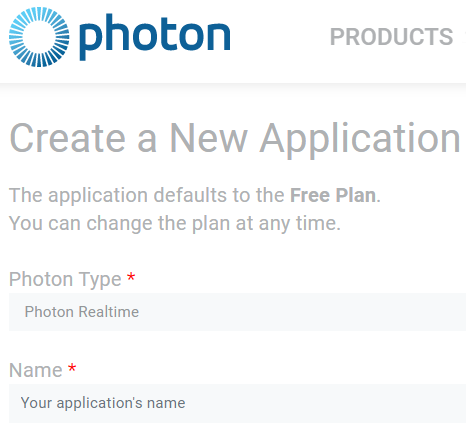 photon PRODUCTS
Create a New Application
The application defaults to the Free Plan.
You can change the plan at any time.
Photon Type *
Photon Realtime
Name *
Your application's name